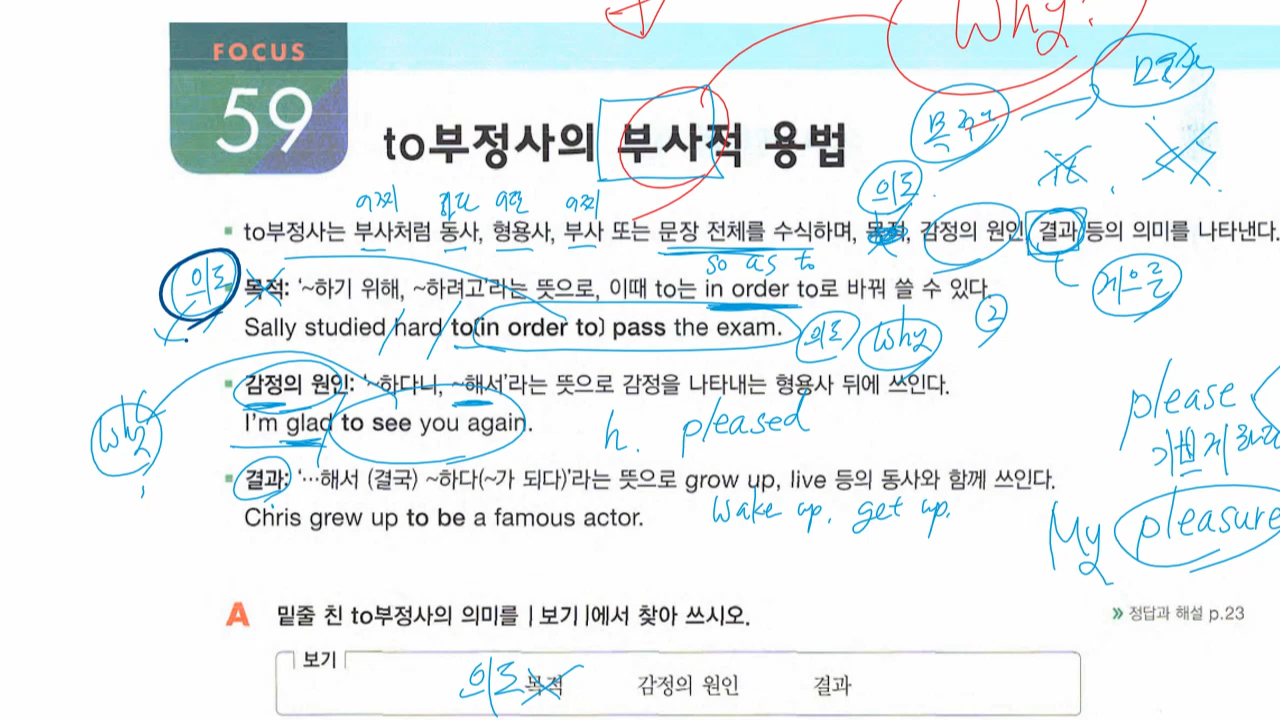 Why?
FOCUS
59
to부정사의 부사적 용법
목적
의도
it
어찌 어찌
to부정사는 부사처럼 동사, 형용사, 부사 또는 문장 전체를 수식하며, 목적, 감정의 원인, 결과 등의 의미를 나타낸다.
so as to
의도
목적: ‘~하기 위해, ~하려고’라는 뜻으로, 이때 to는 in order to로 바꿔 쓸 수 있다.
게으름
Sally studied hard to(in order to) pass the exam.
의도 Why ②
감정의 원인: ‘~하다니, ~해서’라는 뜻으로 감정을 나타내는 형용사 뒤에 쓰인다.
I'm glad to see you again.
h. pleased
please
Why
결과: ‘…해서 (결국) ~하다(~가 되다)’라는 뜻으로 grow up, live 등의 동사와 함께 쓰인다.
Chris grew up to be a famous actor.
wake up, get up,
My pleasure
A 밑줄 친 to부정사의 의미를 |보기|에서 찾아 쓰시오.
» 정답과 해설 p.23
보기
의도 목적 감정의 원인 결과